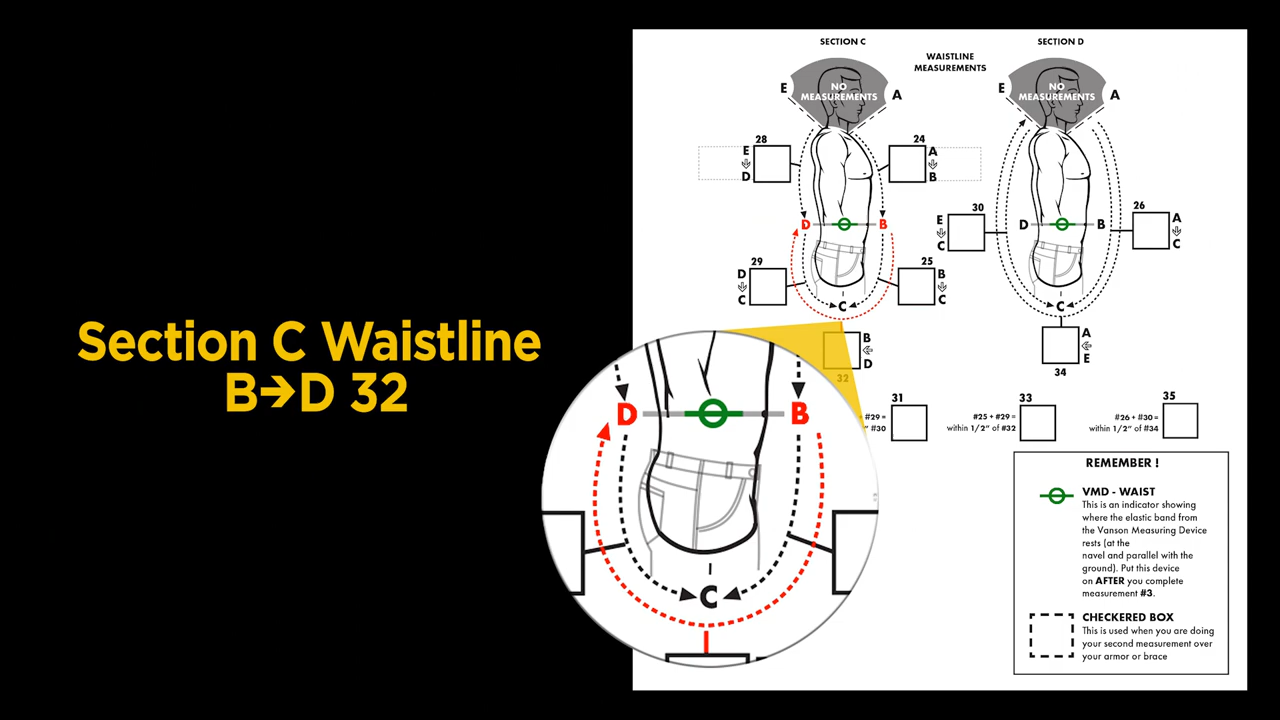 Section C Waistline
B→D 32
SECTION C
SECTION D
WAISTLINE
MEASUREMENTS
E
NO
MEASUREMENTS
A
E
NO
MEASUREMENTS
A
28
E
D
24
A
B
D
B
30
E
C
D
B
26
A
C
29
D
C
25
B
C
C
C
B
D
32
A
E
34
31
+ #29 =
" #30
33
#25 + #29 =
within 1/2" of #32
35
#26 + #30 =
within 1/2" of #34
D
B
C
REMEMBER !
VMD - WAIST
This is an indicator showing
where the elastic band from
the Vanson Measuring Device
rests (at the
navel and parallel with the
ground). Put this device
on AFTER you complete
measurement #3.
CHECKERED BOX
This is used when you are doing
your second measurement over
your armor or brace